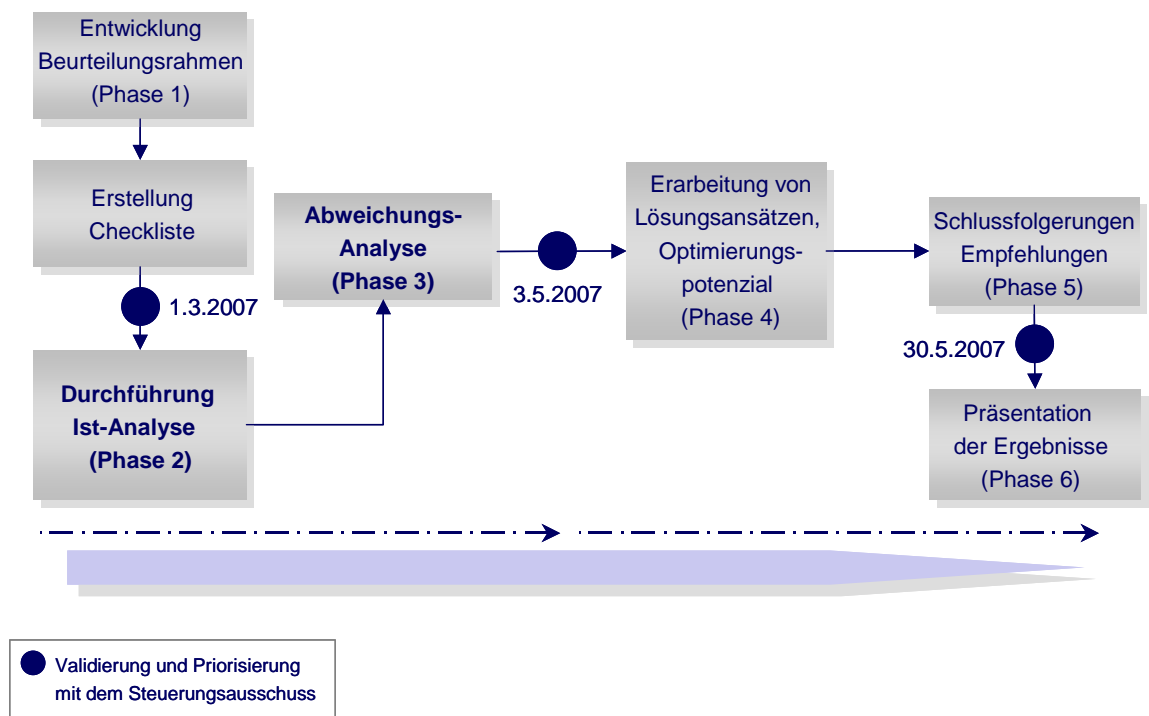 Entwicklung
Beurteilungsrahmen
(Phase 1)
Erstellung
Checkliste
1.3.2007
Durchführung
Ist-Analyse
(Phase 2)
Abweichungs-
Analyse
(Phase 3)
3.5.2007
Erarbeitung von
Lösungsansätzen,
Optimierungs-
potenzial
(Phase 4)
Schlussfolgerungen
Empfehlungen
(Phase 5)
30.5.2007
Präsentation
der Ergebnisse
(Phase 6)
Validierung und Priorisierung
mit dem Steuerungsausschuss